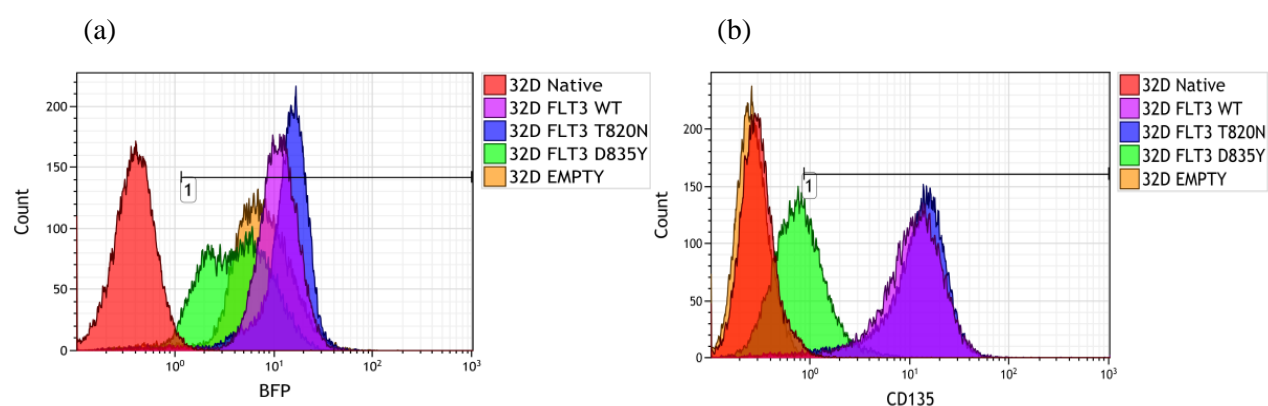 (a)
(b)
200
150
100
50
0
Count
1
10⁰
10¹
10²
10³
BFP
32D Native
32D FLT3 WT
32D FLT3 T820N
32D FLT3 D835Y
32D EMPTY
200
150
100
50
0
Count
1
10⁰
10¹
10²
10³
CD135
32D Native
32D FLT3 WT
32D FLT3 T820N
32D FLT3 D835Y
32D EMPTY